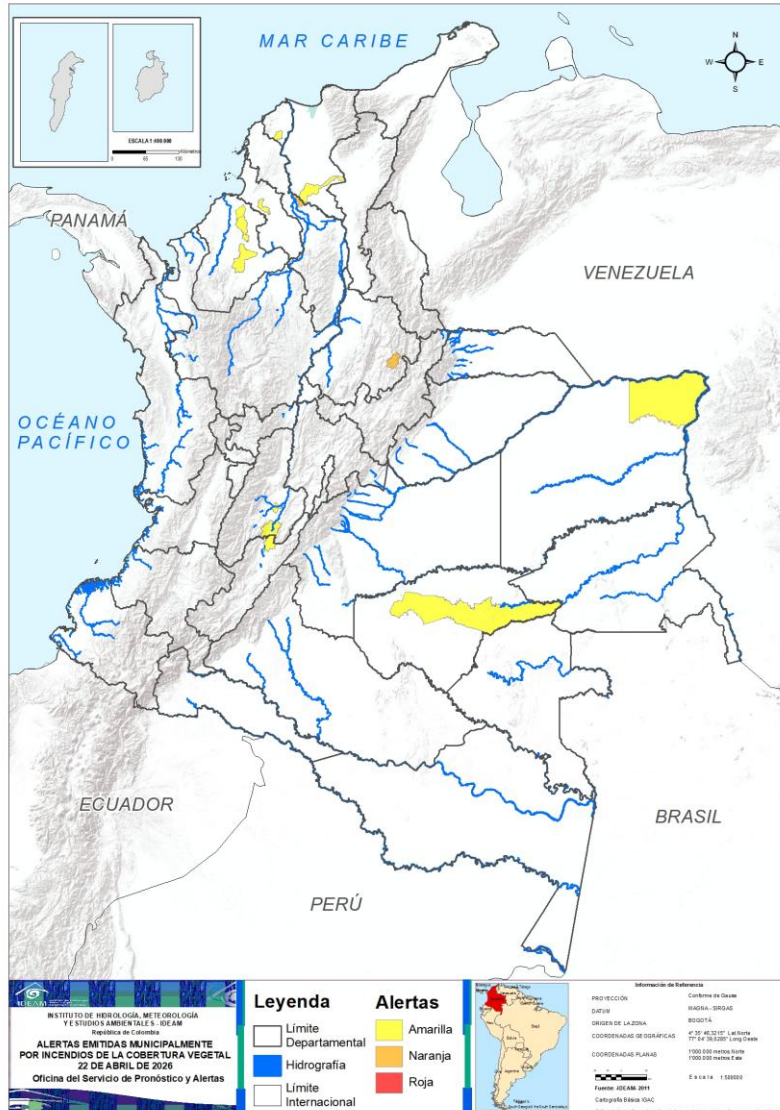 MAR CARIBE
N
W
E
S
ESCALA 1:400.000
PANAMÁ
VENEZUELA
OCÉANO
PACÍFICO
ECUADOR
BRASIL
PERÚ
IDEAM
INSTITUTO DE HIDROLOGÍA, METEOROLOGÍA
Y ESTUDIOS AMBIENTALES - IDEAM
República de Colombia
ALERTAS EMITIDAS MUNICIPALMENTE
POR INCENDIOS DE LA COBERTURA VEGETAL
22 DE ABRIL DE 2026
Oficina del Servicio de Pronóstico y Alertas
Leyenda
Límite
Departamental
Hidrografía
Límite
Internacional
Alertas
Amarilla
Naranja
Roja
Brasil
Información de Referencia
PROYECCIÓN Conforme de Gauss
DATUM MAGNA - SIRGAS
ORIGEN DE LA ZONA BOGOTÁ
COORDENADAS GEOGRÁFICAS
COORDENADAS PLANAS
Fuente: IDEAM. 2011
Cartografía Básica IGAC